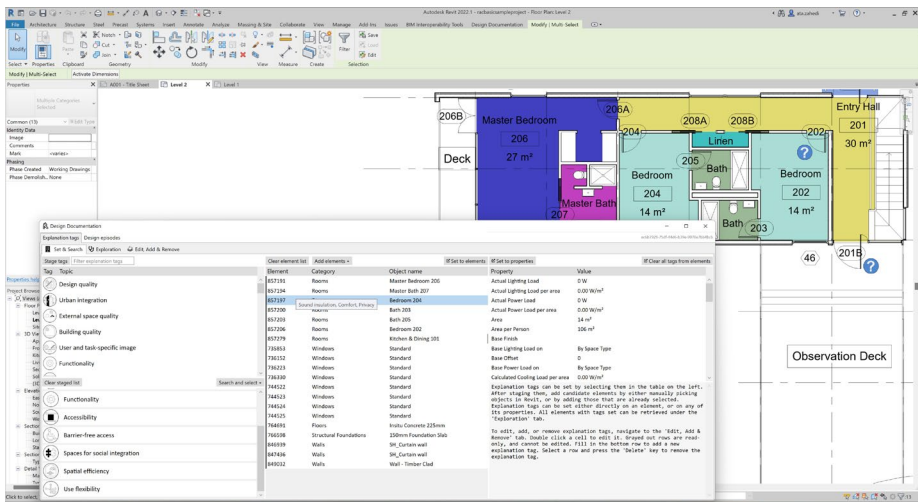 Autodesk Revit 2022.1 - racbasicsampleproject - Floor Plan: Level 2
File Architecture Structure Steel Precast Systems Insert Annotate Analyze Massing & Site Collaborate View Manage Add-Ins Issues BIM Interoperability Tools Design Documentation Modify | Multi-Select
Modify Paste Notch Cut Join Filter Save Load Edit
Select Properties Clipboard Geometry Modify View Measure Create Selection
Modify | Multi-Select Activate Dimensions
Properties A001 - Title Sheet Level 2 Level 1
Multiple Categories Selected
Common (13) Edit Type
Identity Data
Image
Comments
Mark <varies>
Phasing
Phase Created Working Drawings
Phase Demolish... None
206B Master Bedroom 206A 208A 208B Entry Hall
206 204 202 201
27 m² Linen 30 m²
Deck 205 Bath
Bedroom Bedroom
204 202
Master Bath 14 m² 14 m²
207 Bath 203
46 201B
Observation Deck
Design Documentation
Explanation tags Design episodes
Set & Search Exploration Edit, Add & Remove
Stage tags Filter explanation tags Clear element list Add elements Set to elements Set to properties Clear all tags from elements
Tag Topic Element Category Object name Property Value
Design quality
Urban integration
External space quality
Building quality
User and task-specific image
Functionality
Clear staged list Search and select
Functionality
Accessibility
Barrier-free access
Spaces for social integration
Spatial efficiency
Use flexibility
857191 Rooms Master Bedroom 206
857194 Rooms Master Bath 207
857197 Bedroom 204
Sound insulation, Comfort, Privacy
857200 Rooms Bath 203
857203 Rooms Bath 205
857206 Rooms Bedroom 202
857279 Rooms Kitchen & Dining 101
735853 Windows Standard
736152 Windows Standard
736223 Windows Standard
736330 Windows Standard
744522 Windows Standard
744523 Windows Standard
744524 Windows Standard
744525 Windows Standard
764691 Floors Insitu Concrete 225mm
766598 Structural Foundations 150mm Foundation Slab
846939 Walls SH_Curtain wall
847436 Walls SH_Curtain wall
849032 Walls Wall - Timber Clad
Actual Lighting Load 0 W
Actual Lighting Load per area 0.00 W/m²
Actual Power Load 0 W
Actual Power Load per area 0.00 W/m²
Area 14 m²
Area per Person 106 m²
Base Finish
Base Lighting Load on By Space Type
Base Offset 0
Base Power Load on By Space Type
Calculated Cooling Load per area 0.00 W/m²
Explanation tags can be set by selecting them in the table on the left.
After staging them, add candidate elements by either manually picking
objects in Revit, or by adding those that are already selected.
Explanation tags can be set either directly on an element, or on any of
its properties. All elements with tags set can be retrieved under the
'Exploration' tab.
To edit, add, or remove explanation tags, navigate to the 'Edit, Add &
Remove' tab. Double click a cell to edit it. Grayed out rows are read-
only, and cannot be edited. Fill in the bottom row to add a new
explanation tag. Select a row and press the 'Delete' key to remove the
explanation tag.